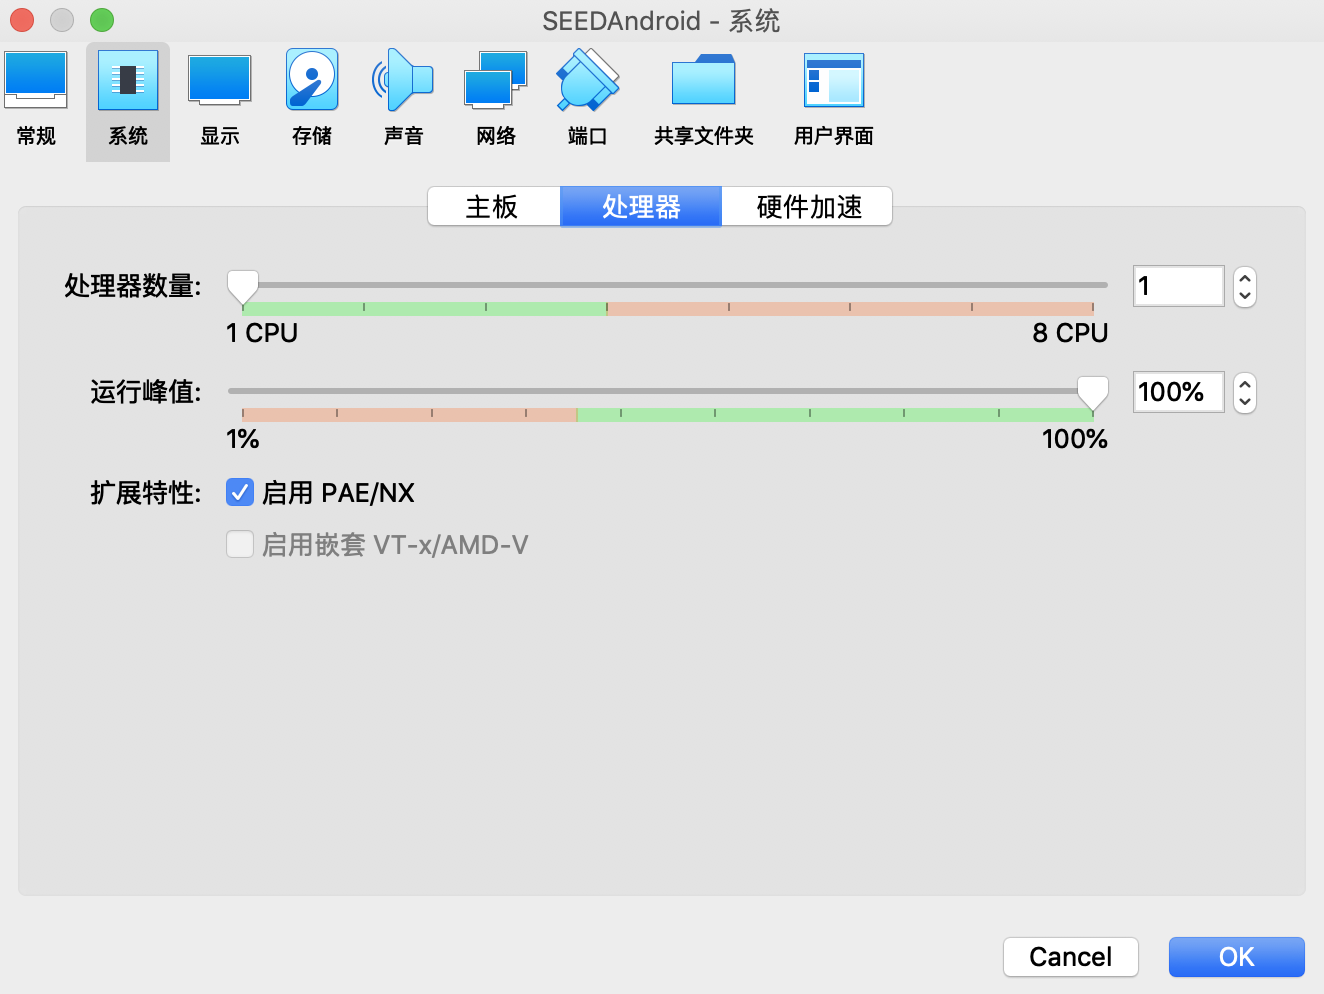 SEEDAndroid - 系统
常规 系统 显示 存储 声音 网络 端口 共享文件夹 用户界面
主板 处理器 硬件加速
处理器数量: 1
1 CPU 8 CPU
运行峰值: 100%
1% 100%
扩展特性: 启用 PAE/NX
启用嵌套 VT-x/AMD-V
Cancel OK